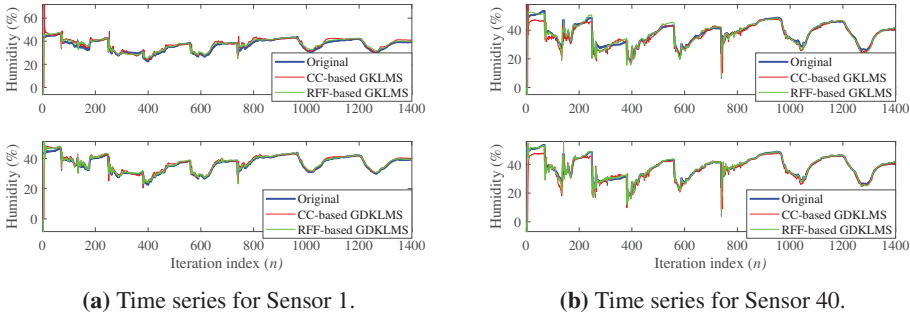 Humidity (%)
60
40
20
0
0 200 400 600 800 1000 1200 1400
Original
CC-based GKLMS
RFF-based GKLMS
Humidity (%)
40
20
0
0 200 400 600 800 1000 1200 1400
Original
CC-based GDKLMS
RFF-based GDKLMS
Iteration index (n)
(a) Time series for Sensor 1.
Humidity (%)
40
20
0
0 200 400 600 800 1000 1200 1400
Original
CC-based GKLMS
RFF-based GKLMS
Humidity (%)
40
20
0
0 200 400 600 800 1000 1200 1400
Original
CC-based GDKLMS
RFF-based GDKLMS
Iteration index (n)
(b) Time series for Sensor 40.